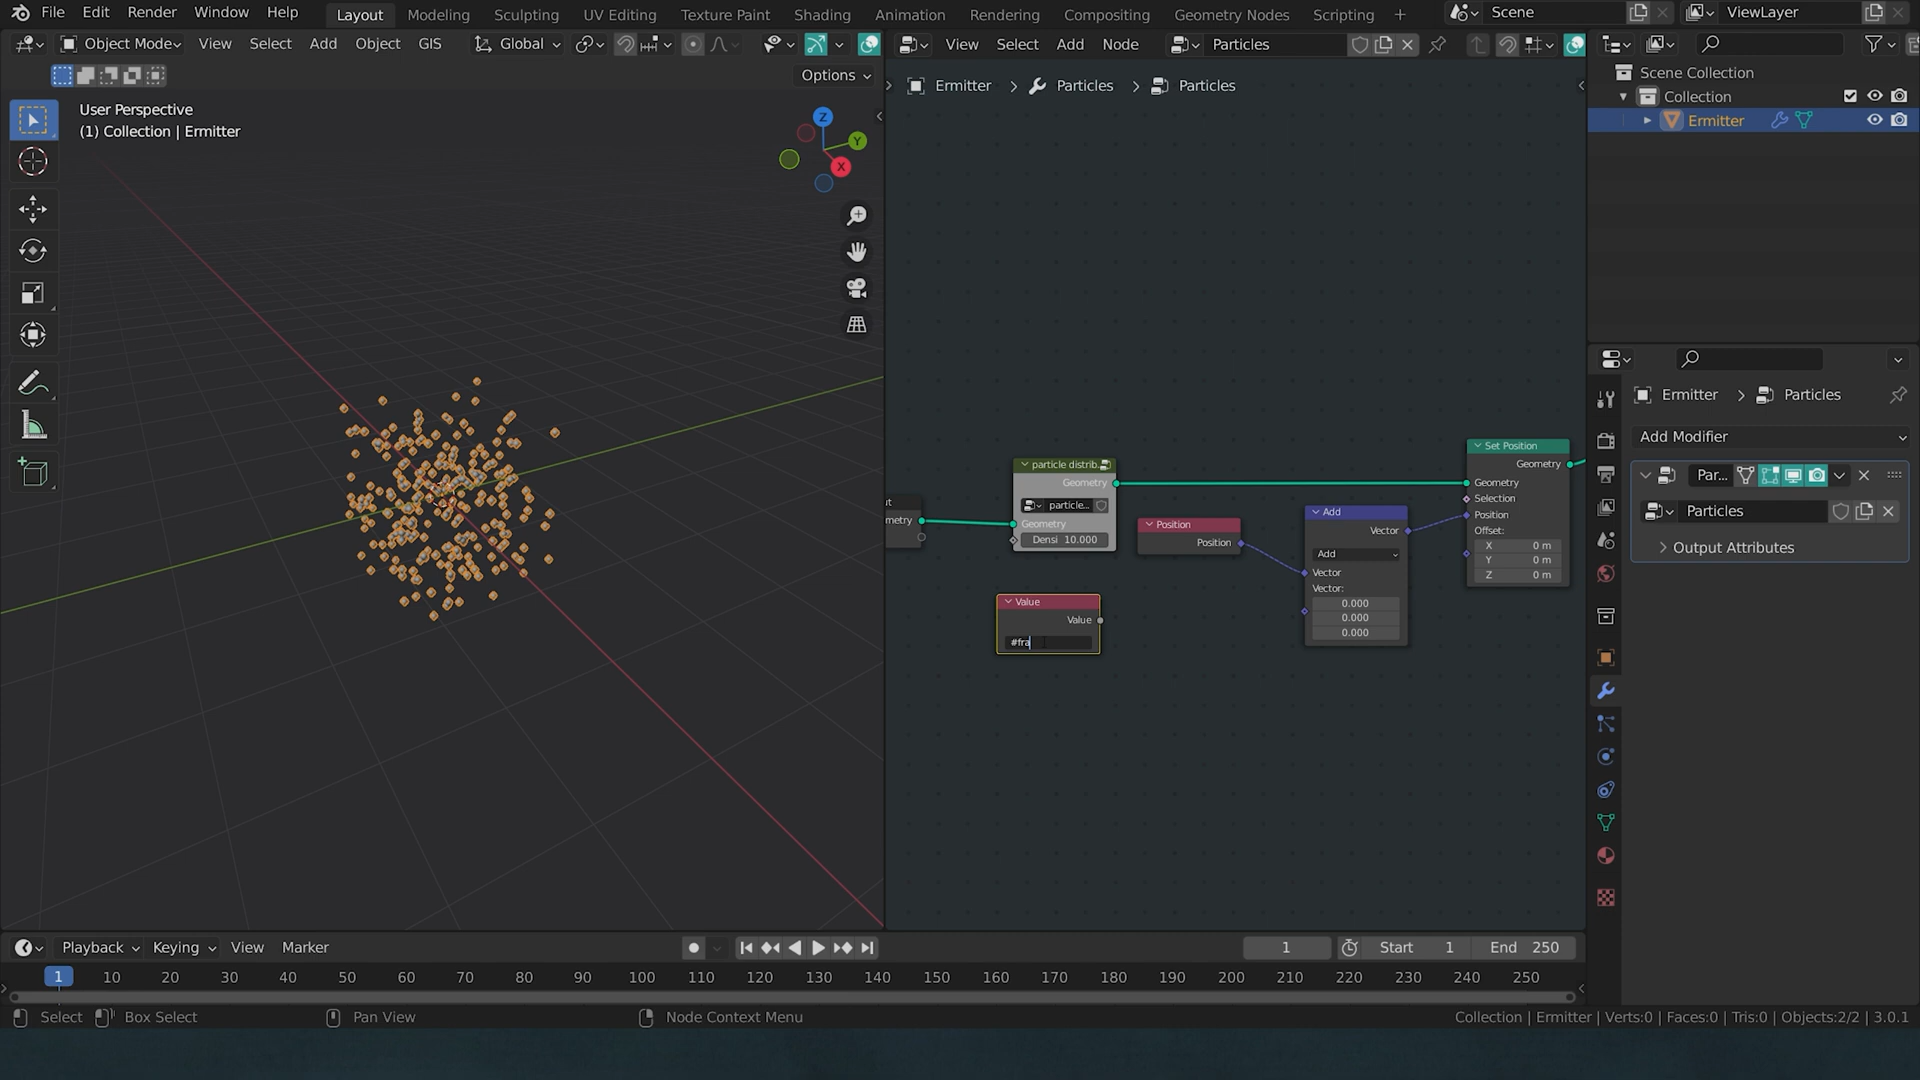 File Edit Render Window Help Layout Modeling Sculpting UV Editing Texture Paint Shading Animation Rendering Compositing Geometry Nodes Scripting + Scene ViewLayer
Object Mode View Select Add Object GIS Global
View Select Add Node Particles
Options
User Perspective
(1) Collection | Ermitter
Z
Y
X
Ermitter > Particles > Particles
Scene Collection
Collection
Ermitter
Ermitter > Particles
Add Modifier
Par...
Particles
Output Attributes
ut
metry
particle distrib.
Geometry
particle...
Geometry
Densi 10.000
Position
Position
Value
Value
#fra
Add
Vector
Add
Vector
Vector:
0.000
0.000
0.000
Set Position
Geometry
Geometry
Selection
Position
Offset:
X 0 m
Y 0 m
Z 0 m
Playback Keying View Marker
1 Start 1 End 250
1 10 20 30 40 50 60 70 80 90 100 110 120 130 140 150 160 170 180 190 200 210 220 230 240 250
Select Box Select Pan View Node Context Menu
Collection | Ermitter | Verts:0 | Faces:0 | Tris:0 | Objects:2/2 | 3.0.1